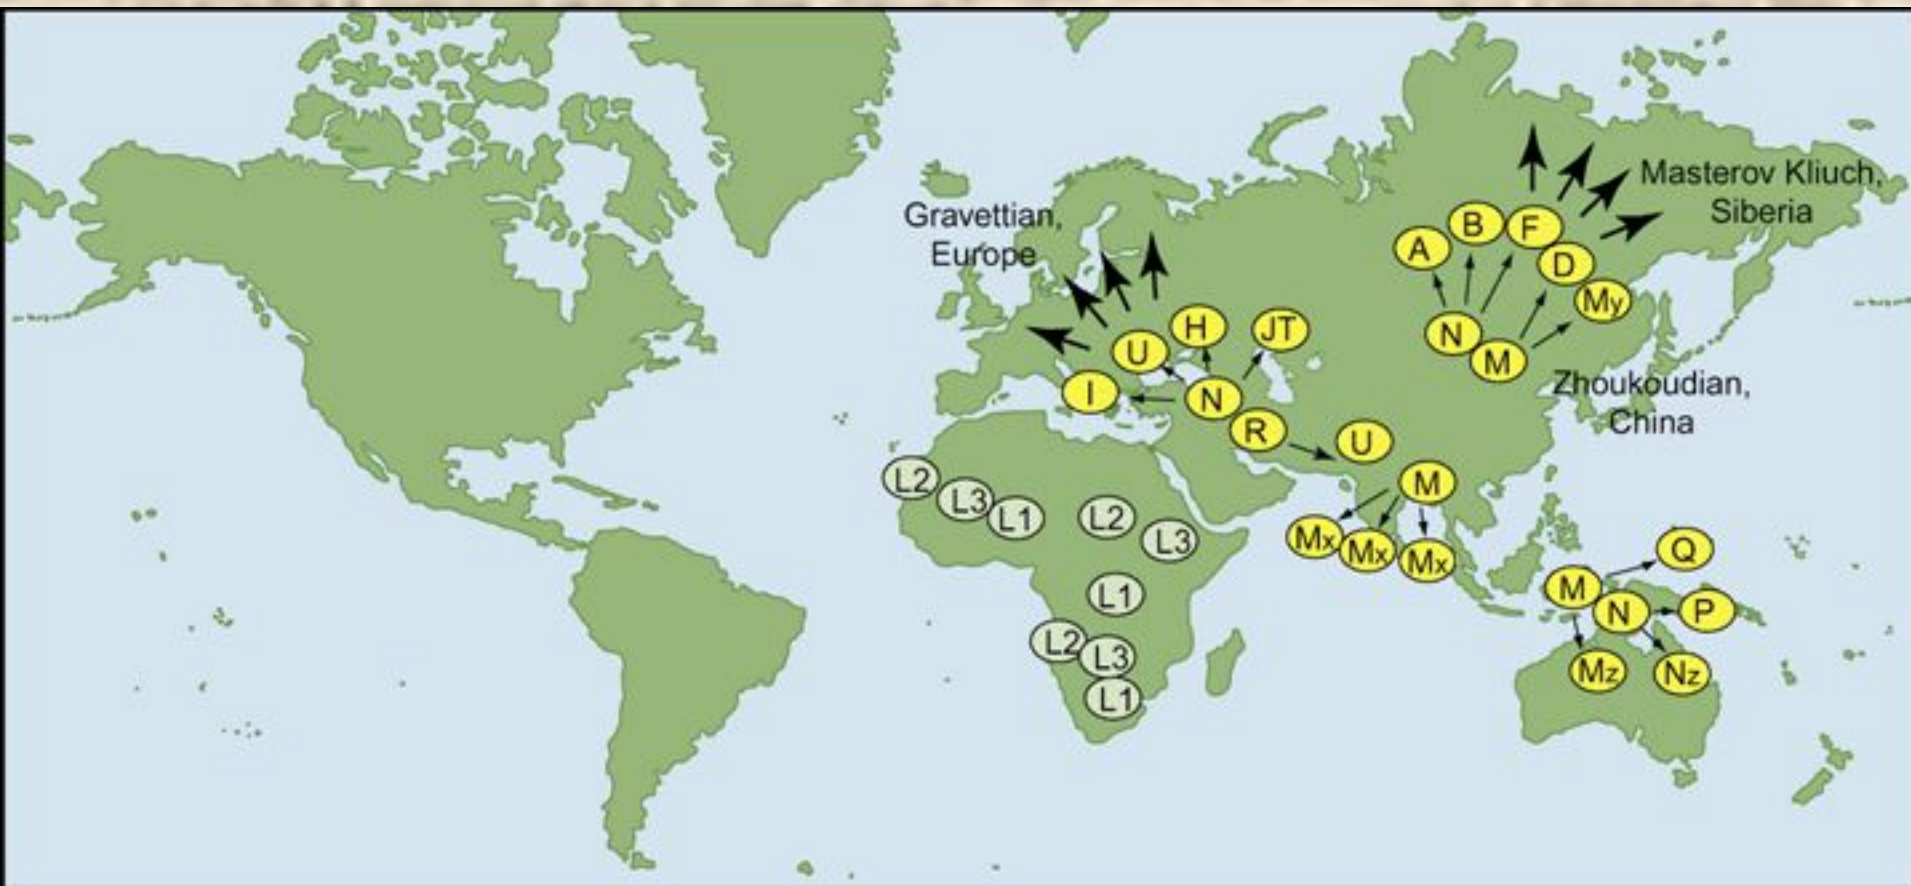 Gravettian,
Europe
Masterov Kliuch,
Siberia
Zhoukoudian,
China
A
B
F
D
My
N
M
H
JT
U
I
N
R
U
M
Mx
Mx
Mx
L2
L3
L1
L2
L3
L1
L2
L3
L1
Q
M
N
P
Mz
Nz